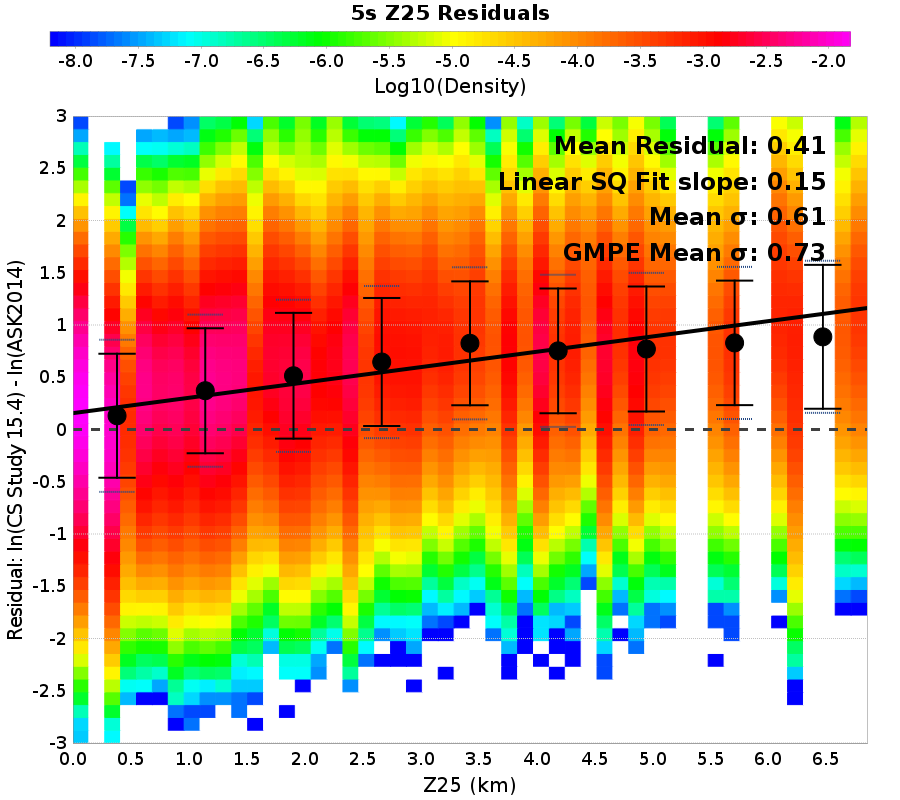 5s Z25 Residuals
-8.0 -7.5 -7.0 -6.5 -6.0 -5.5 -5.0 -4.5 -4.0 -3.5 -3.0 -2.5 -2.0
Log10(Density)
Mean Residual: 0.41
Linear SQ Fit slope: 0.15
Mean σ: 0.61
GMPE Mean σ: 0.73
Residual: ln(CS Study 15.4) - ln(ASK2014)
3
2.5
2
1.5
1
0.5
0
-0.5
-1
-1.5
-2
-2.5
-3
0.0 0.5 1.0 1.5 2.0 2.5 3.0 3.5 4.0 4.5 5.0 5.5 6.0 6.5
Z25 (km)